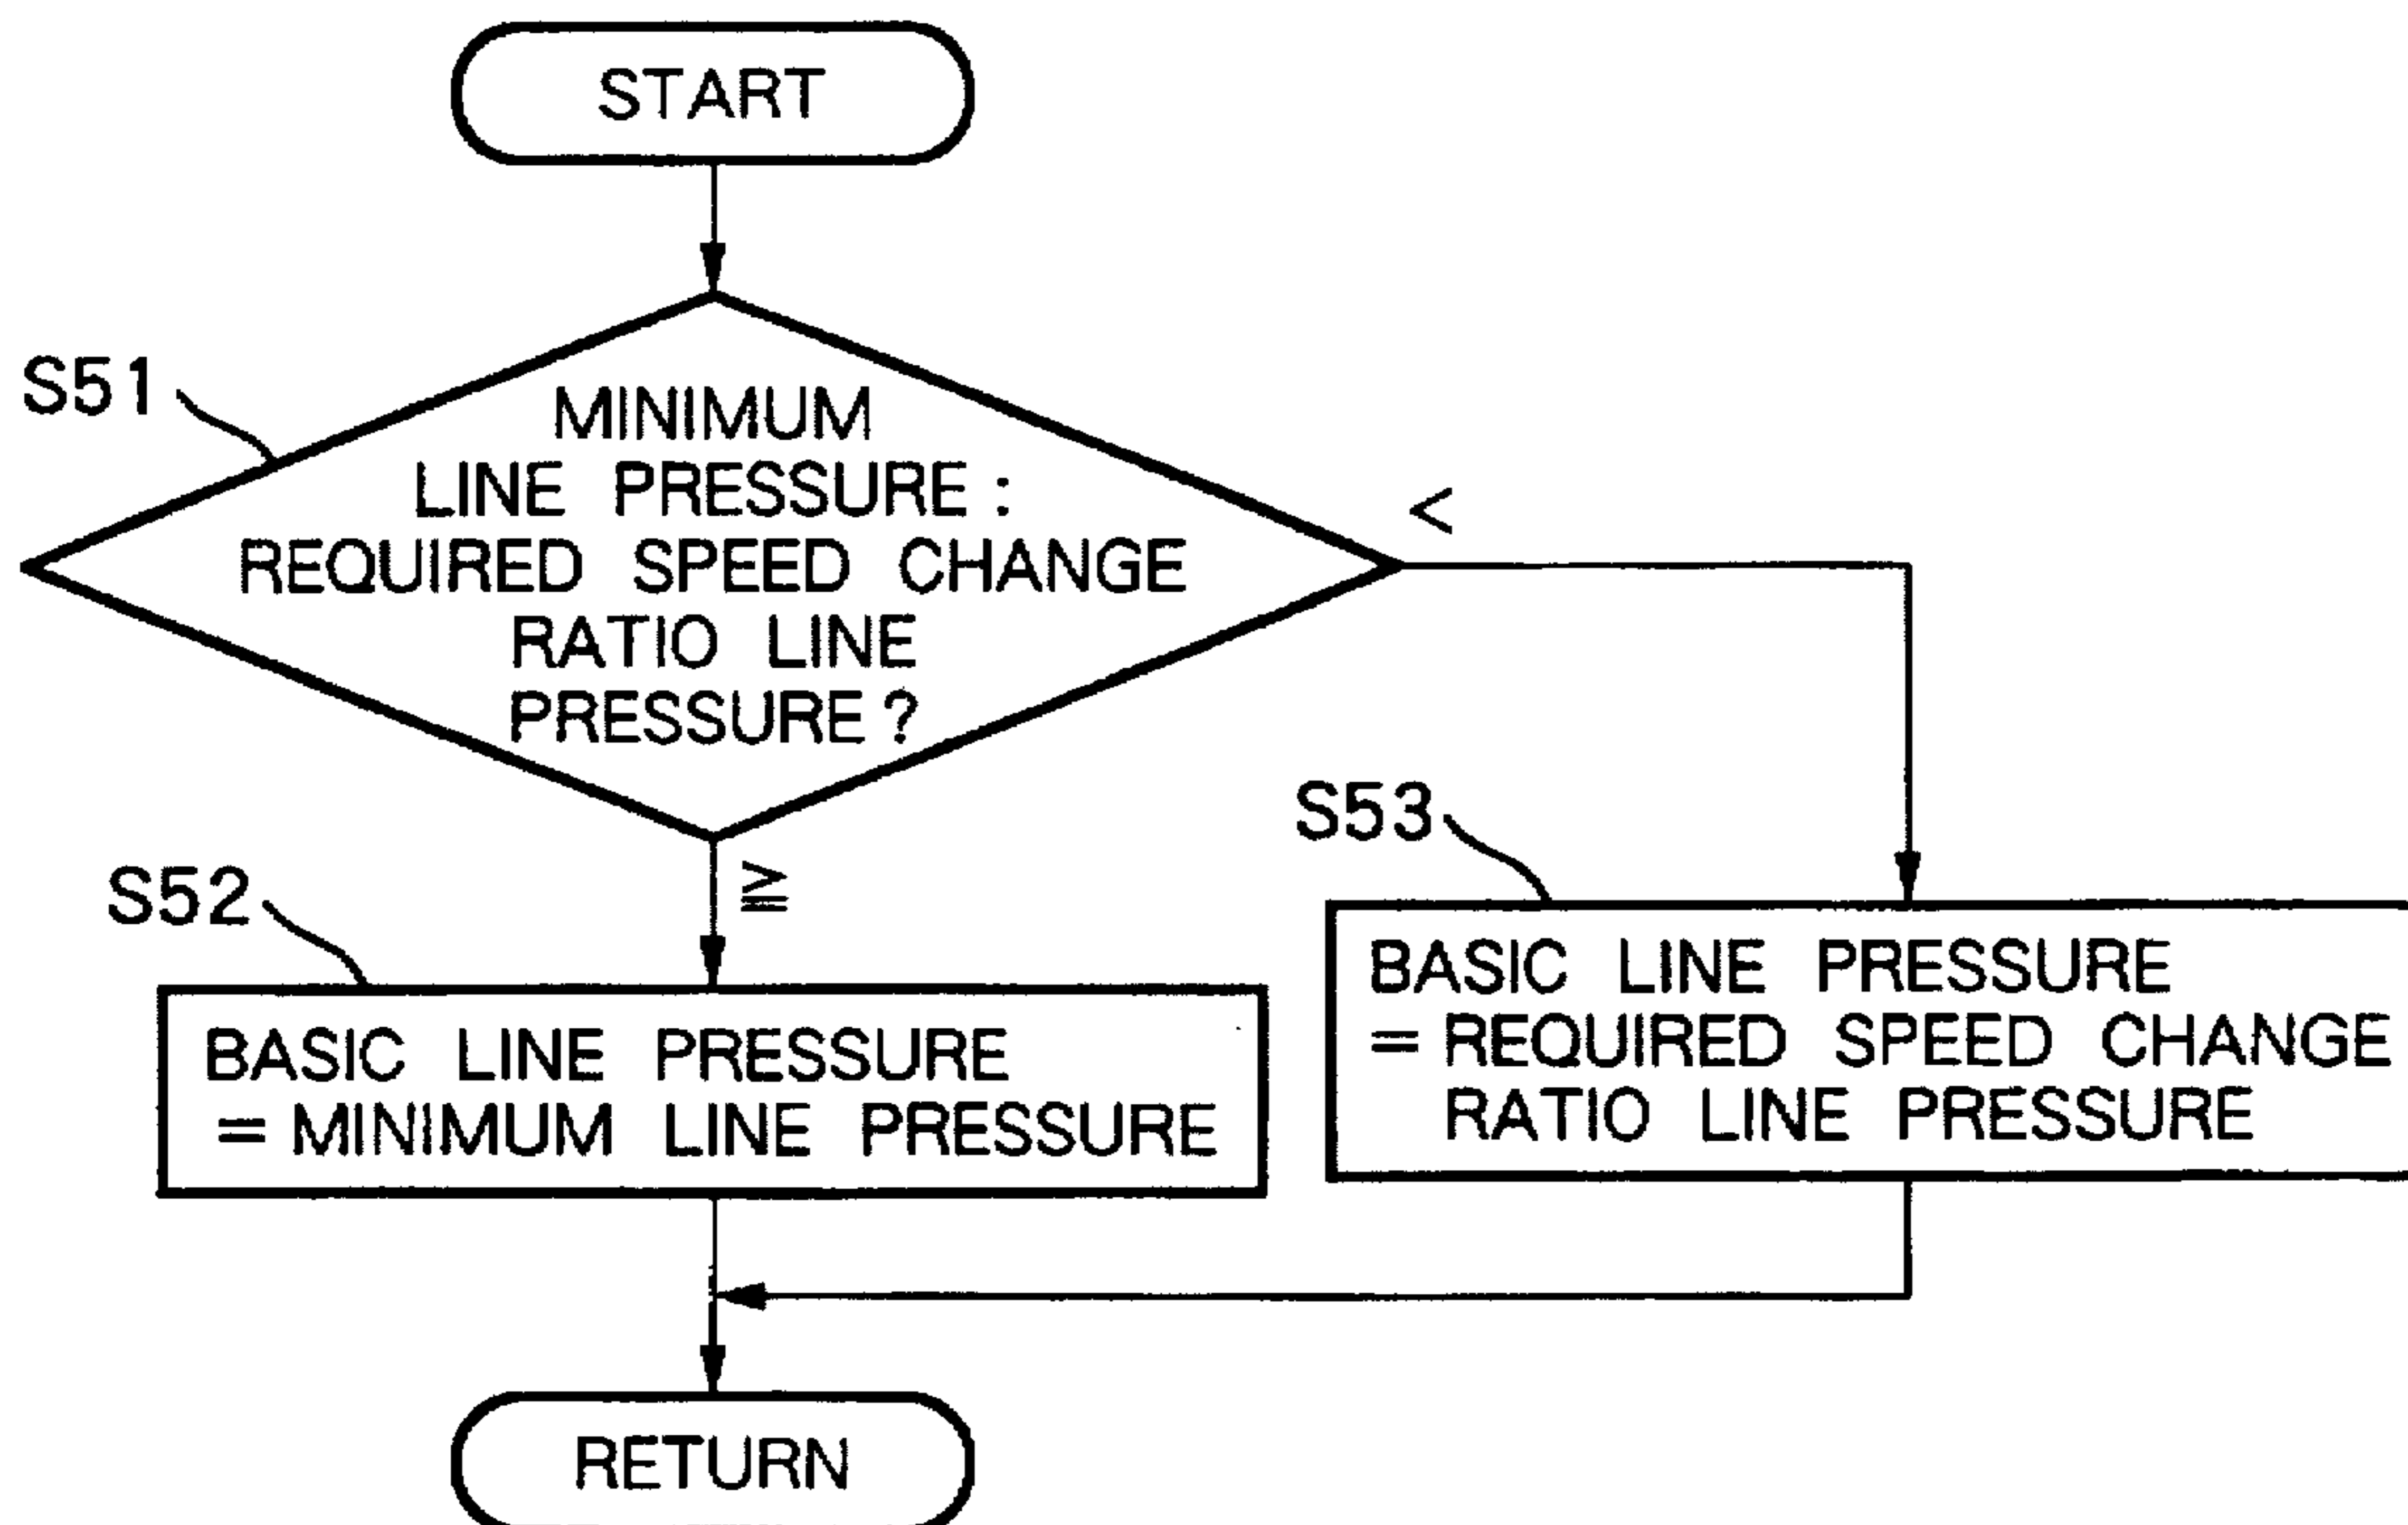 START
S51
MINIMUM
LINE PRESSURE :
REQUIRED SPEED CHANGE
RATIO LINE
PRESSURE ?
<
≧
S52
BASIC LINE PRESSURE
= MINIMUM LINE PRESSURE
S53
BASIC LINE PRESSURE
= REQUIRED SPEED CHANGE
RATIO LINE PRESSURE
RETURN